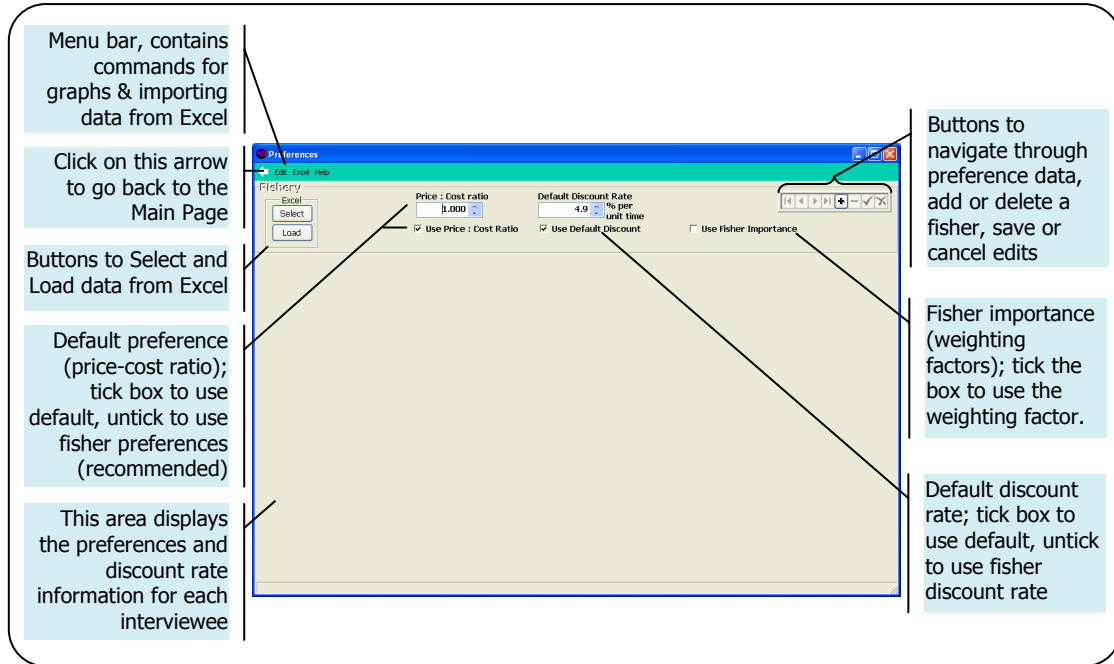 Menu bar, contains
commands for
graphs & importing
data from Excel
Click on this arrow
to go back to the
Main Page
Buttons to Select and
Load data from Excel
Default preference
(price-cost ratio);
tick box to use
default, untick to use
fisher preferences
(recommended)
This area displays
the preferences and
discount rate
information for each
interviewee
Preferences
Edit Excel Help
Fishery
Excel
Select
Load
Price : Cost ratio
1.000
Use Price : Cost Ratio
Default Discount Rate
4.9 % per
unit time
Use Default Discount
Use Fisher Importance
Buttons to
navigate through
preference data,
add or delete a
fisher, save or
cancel edits
Fisher importance
(weighting
factors); tick the
box to use the
weighting factor.
Default discount
rate; tick box to
use default, untick
to use fisher
discount rate